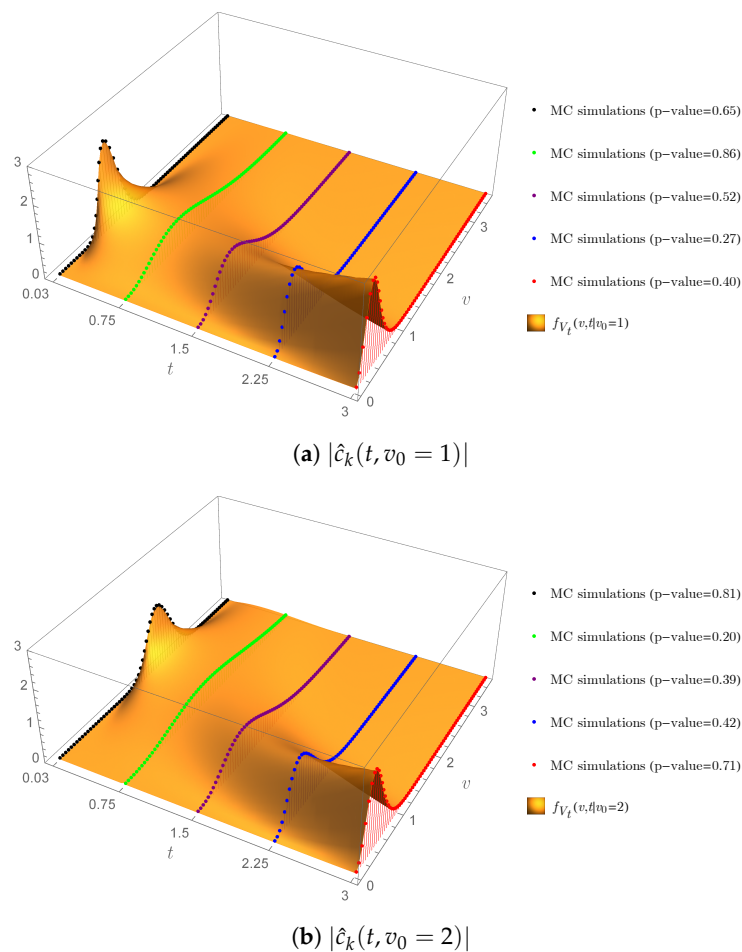 3
2
1
0
0.03
0.75
1.5
t
2.25
3
0
1
2
3
v
MC simulations (p-value=0.65)
MC simulations (p-value=0.86)
MC simulations (p-value=0.52)
MC simulations (p-value=0.27)
MC simulations (p-value=0.40)
f_{V_t}(v,t|v_0=1)
(a) |ĉ_k(t, v_0 = 1)|
3
2
1
0
0.03
0.75
1.5
t
2.25
3
0
1
2
3
v
MC simulations (p-value=0.81)
MC simulations (p-value=0.20)
MC simulations (p-value=0.39)
MC simulations (p-value=0.42)
MC simulations (p-value=0.71)
f_{V_t}(v,t|v_0=2)
(b) |ĉ_k(t, v_0 = 2)|